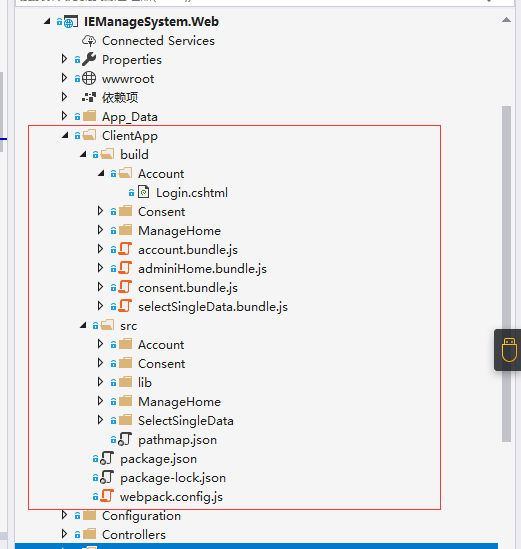 IEManageSystem.Web
Connected Services
Properties
wwwroot
依赖项
App_Data
ClientApp
build
Account
Login.cshtml
Consent
ManageHome
account.bundle.js
adminiHome.bundle.js
consent.bundle.js
selectSingleData.bundle.js
src
Account
Consent
lib
ManageHome
SelectSingleData
pathmap.json
package.json
package-lock.json
webpack.config.js
Configuration
Controllers